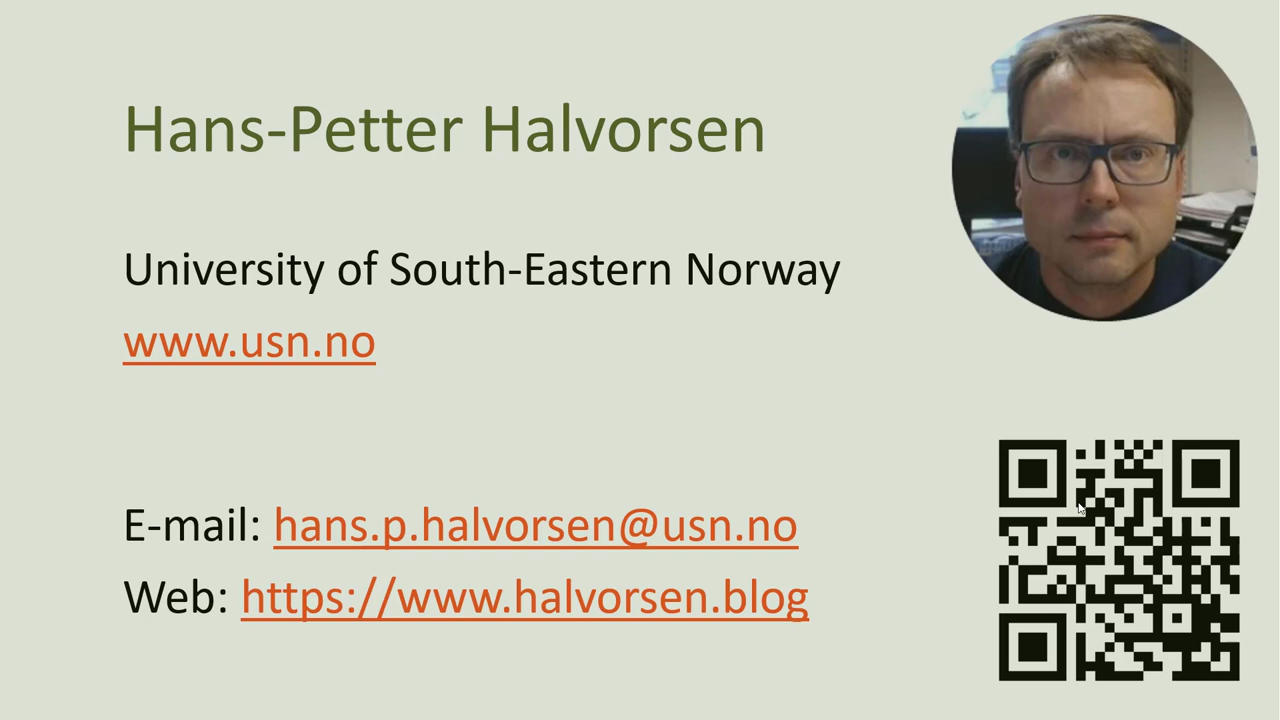 Hans-Petter Halvorsen
University of South-Eastern Norway
www.usn.no
E-mail: hans.p.halvorsen@usn.no
Web: https://www.halvorsen.blog